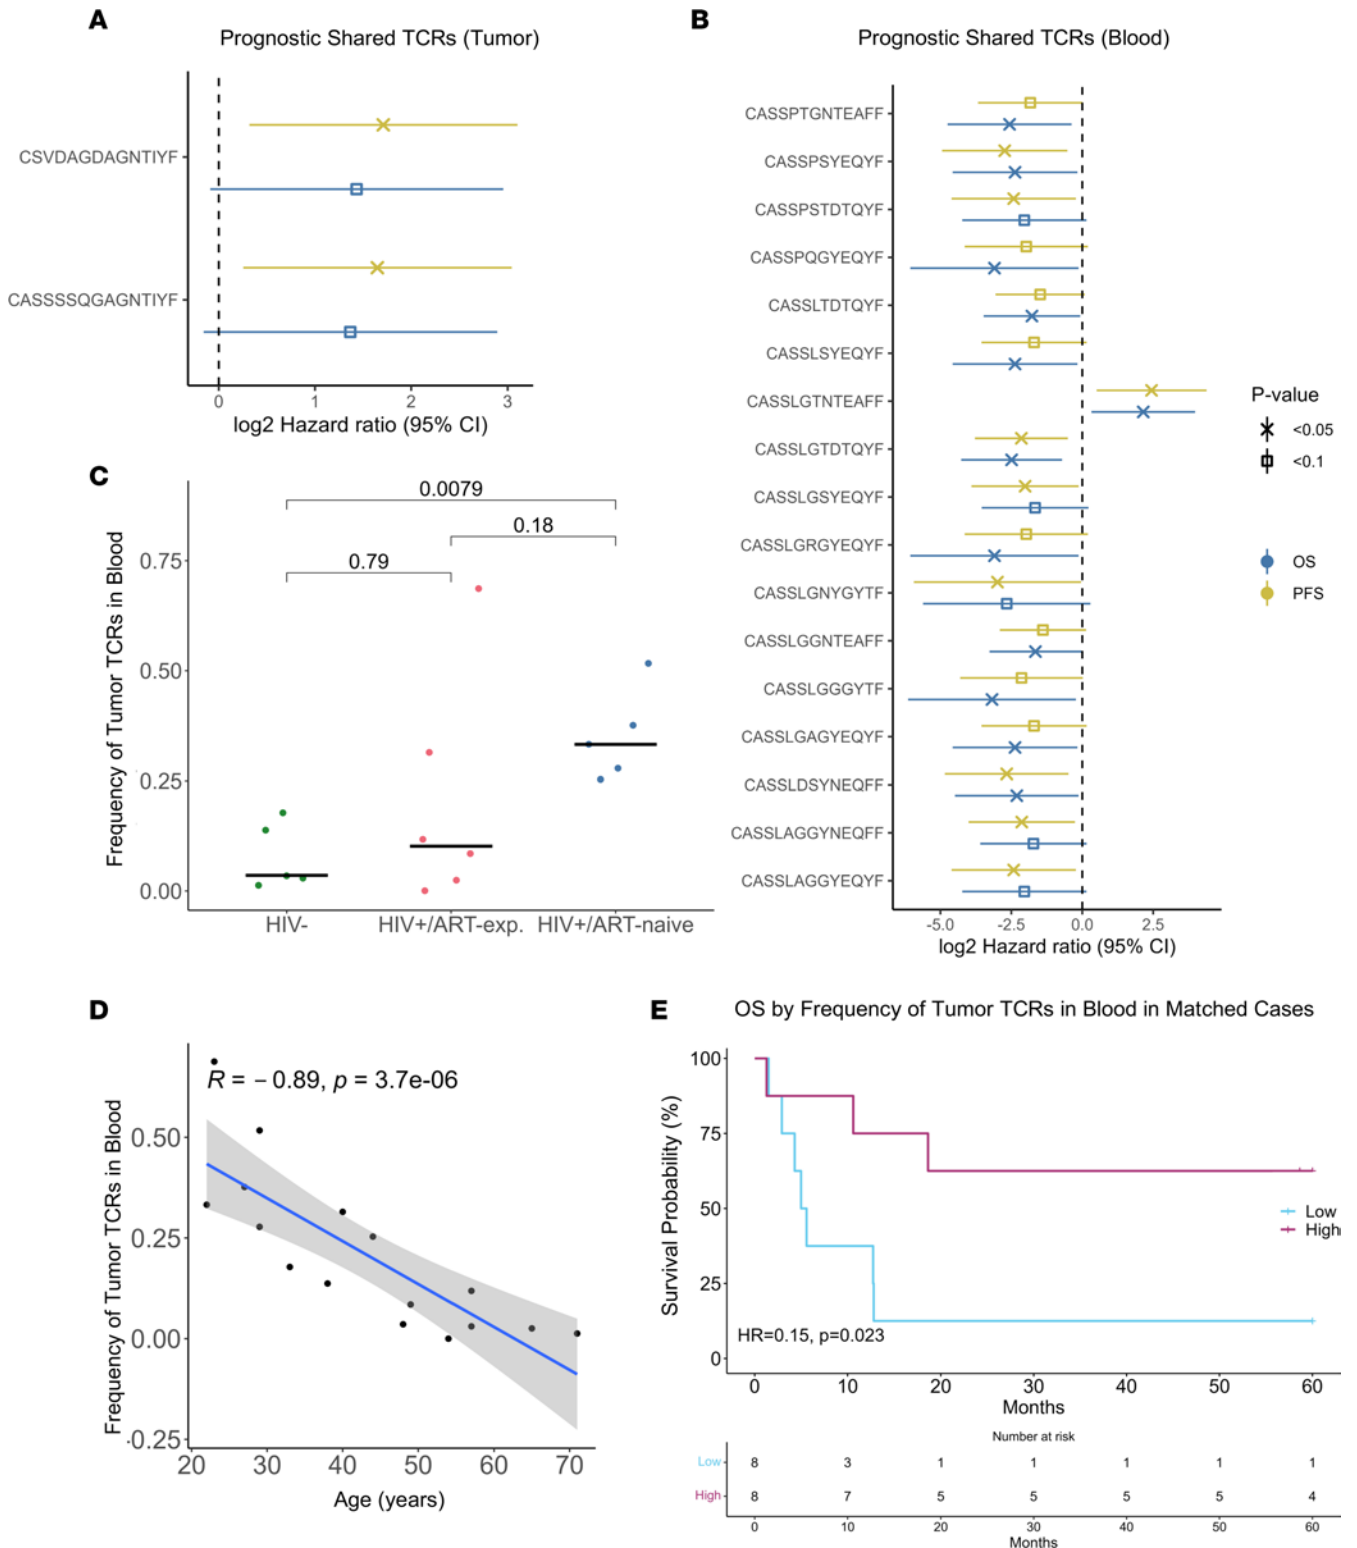 A
Prognostic Shared TCRs (Tumor)
CSVDAGDAGNTIYF
CASSSSQGAGNTIYF
0 1 2 3
log2 Hazard ratio (95% CI)
B
Prognostic Shared TCRs (Blood)
CASSPTGNTEAFF
CASSPSYEQYF
CASSPSTDTQYF
CASSPQGYEQYF
CASSLTDTQYF
CASSLSYEQYF
CASSLGTNTEAFF
CASSLGTDTQYF
CASSLGSYEQYF
CASSLGRGYEQYF
CASSLGNYGYTF
CASSLGGNTEAFF
CASSLGGGYTF
CASSLGAGYEQYF
CASSLDSYNEQFF
CASSLAGGYNEQFF
CASSLAGGYEQYF
-5.0 -2.5 0.0 2.5
log2 Hazard ratio (95% CI)
P-value
<0.05
<0.1
OS
PFS
C
Frequency of Tumor TCRs in Blood
0.75
0.50
0.25
0.00
0.0079
0.18
0.79
HIV- HIV+/ART-exp. HIV+/ART-naive
D
Frequency of Tumor TCRs in Blood
R = − 0.89, p = 3.7e-06
0.50
0.25
0.00
-0.25
20 30 40 50 60 70
Age (years)
E
OS by Frequency of Tumor TCRs in Blood in Matched Cases
Survival Probability (%)
100
75
50
25
0
HR=0.15, p=0.023
Low
High
0 10 20 30 40 50 60
Months
Number at risk
Low 8 3 1 1 1 1 1
High 8 7 5 5 5 5 4
0 10 20 30 40 50 60
Months